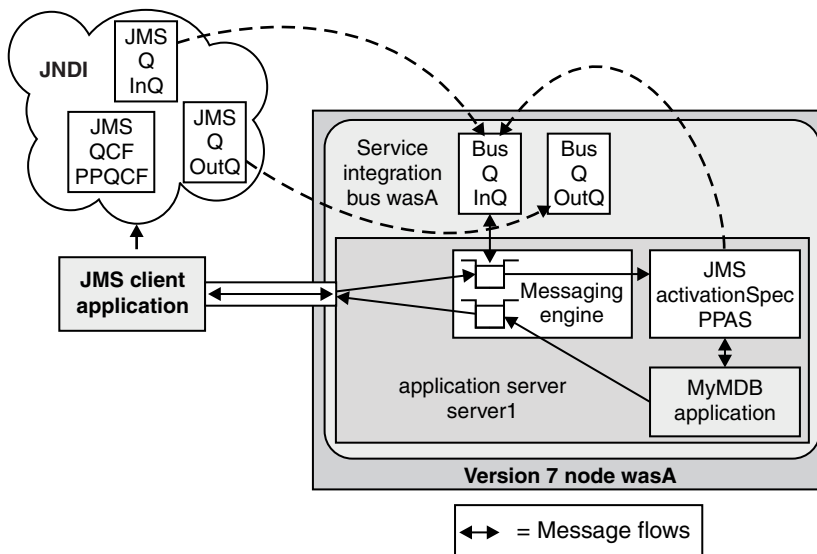 JNDI
JMS
Q
InQ
JMS
QCF
PPQCF
JMS
Q
OutQ
Service
integration
bus wasA
Bus
Q
InQ
Bus
Q
OutQ
JMS client
application
Messaging
engine
JMS
activationSpec
PPAS
application server
server1
MyMDB
application
Version 7 node wasA
= Message flows